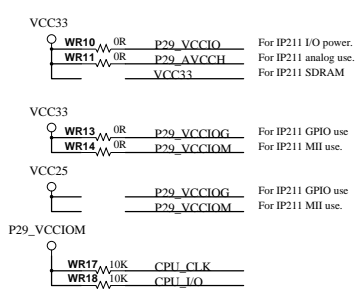 VCC33
WR10 0R P29_VCCIO For IP211 I/O power.
WR11 0R P29_AVCCH For IP211 analog use.
VCC33 For IP211 SDRAM
VCC33
WR13 0R P29_VCCIOG For IP211 GPIO use
WR14 0R P29_VCCIOM For IP211 MII use.
VCC25
P29_VCCIOG For IP211 GPIO use
P29_VCCIOM For IP211 MII use.
P29_VCCIOM
WR17 10K CPU_CLK
WR18 10K CPU_I/O